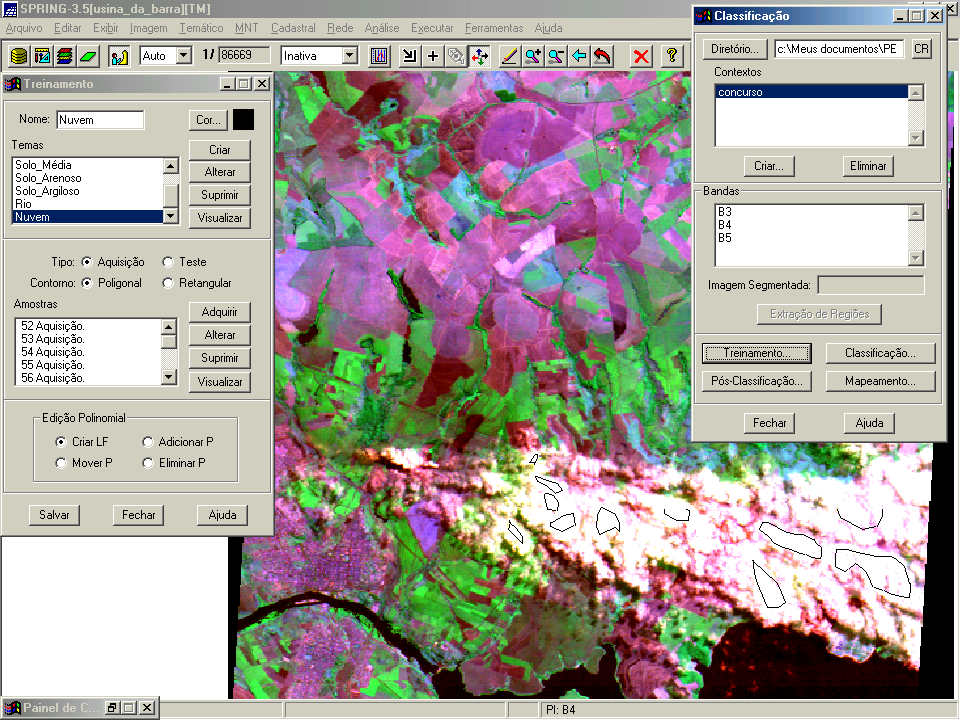 SPRING-3.5[usina_da_barra][TM]
Arquivo Editar Exibir Imagem Temático MNT Cadastral Rede Análise Executar Ferramentas Ajuda
Auto 1/ 86669 Inativa ?
Treinamento
Nome: Nuvem Cor...
Temas
Solo_Média
Solo_Arenoso
Solo_Argiloso
Rio
Nuvem
Criar
Alterar
Suprimir
Visualizar
Tipo: Aquisição Teste
Contorno: Poligonal Retangular
Amostras
52 Aquisição.
53 Aquisição.
54 Aquisição.
55 Aquisição.
56 Aquisição.
Adquirir
Alterar
Suprimir
Visualizar
Edição Polinomial
Criar LF Adicionar P
Mover P Eliminar P
Salvar Fechar Ajuda
Classificação
Diretório... c:\Meus documentos\PE CR
Contextos
concurso
Criar... Eliminar
Bandas
B3
B4
B5
Imagem Segmentada:
Extração de Regiões
Treinamento... Classificação...
Pós-Classificação... Mapeamento...
Fechar Ajuda
Painel de C...
PI: B4